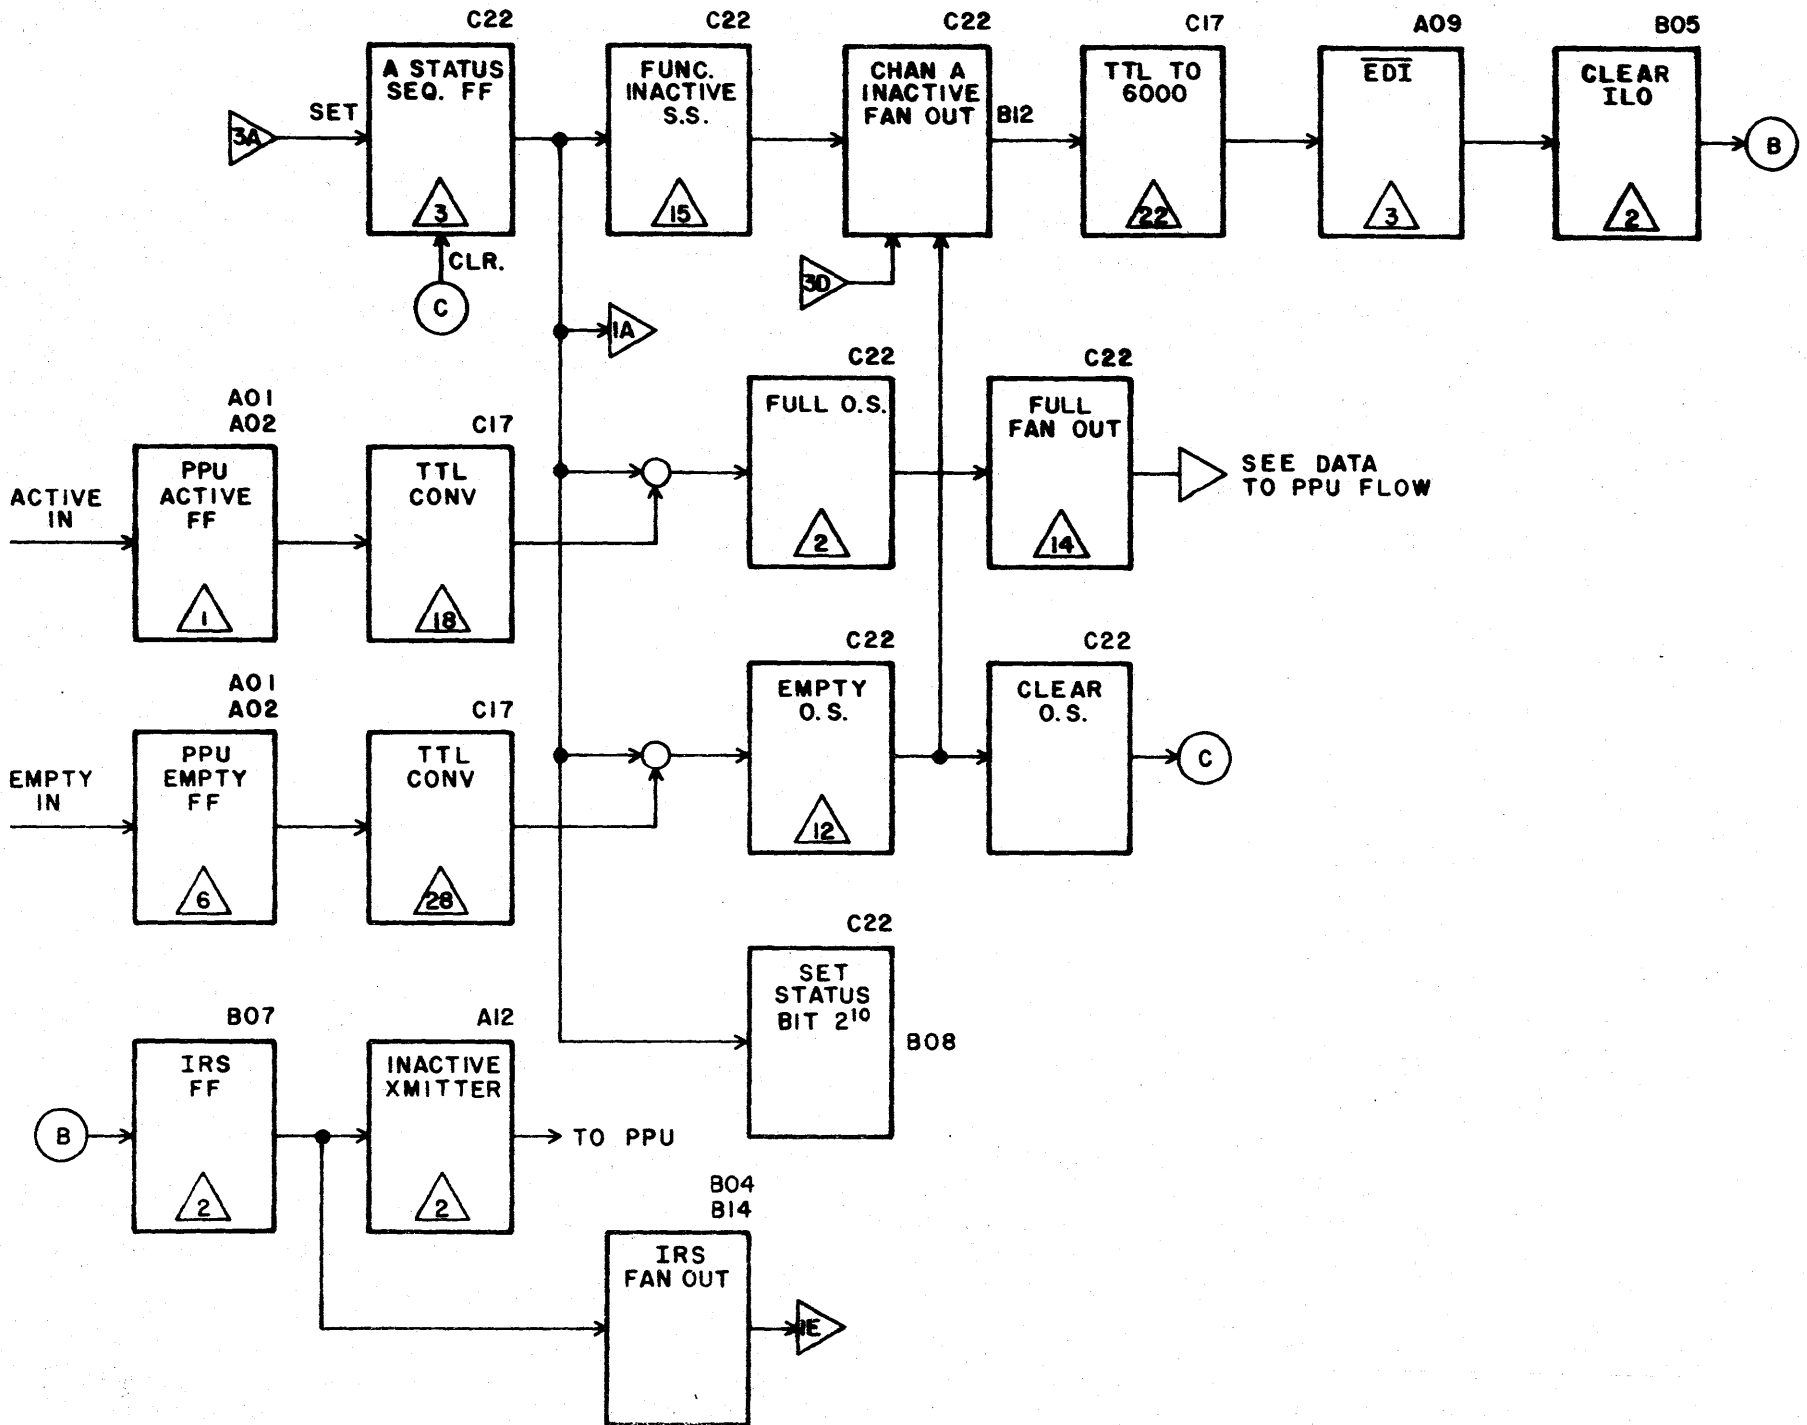 C22
C22
C22
C17
A09
B05
A STATUS
SEQ. FF
3
FUNC.
INACTIVE
S.S.
15
CHAN A
INACTIVE
FAN OUT
B12
TTL TO
6000
22
EDI
3
CLEAR
ILO
2
B
3A
SET
CLR.
C
3D
1A
A01
A02
C17
C22
C22
ACTIVE
IN
PPU
ACTIVE
FF
1
TTL
CONV
18
FULL O.S.
2
FULL
FAN OUT
14
SEE DATA
TO PPU FLOW
A01
A02
C17
C22
C22
EMPTY
IN
PPU
EMPTY
FF
6
TTL
CONV
28
EMPTY
O.S.
12
CLEAR
O.S.
C
C22
SET
STATUS
BIT 2¹⁰
B08
B07
A12
B
IRS
FF
2
INACTIVE
XMITTER
2
TO PPU
B04
B14
IRS
FAN OUT
1E